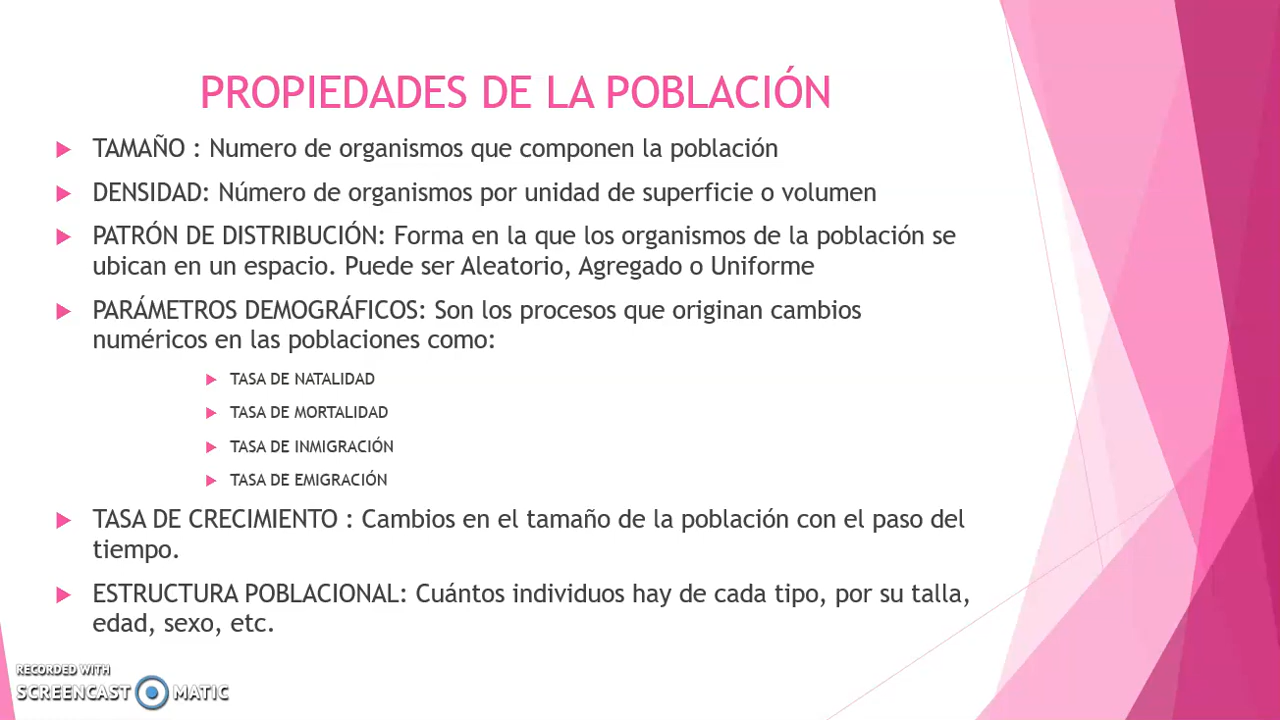 PROPIEDADES DE LA POBLACIÓN
TAMAÑO : Numero de organismos que componen la población
DENSIDAD: Número de organismos por unidad de superficie o volumen
PATRÓN DE DISTRIBUCIÓN: Forma en la que los organismos de la población se
ubican en un espacio. Puede ser Aleatorio, Agregado o Uniforme
PARÁMETROS DEMOGRÁFICOS: Son los procesos que originan cambios
numéricos en las poblaciones como:
TASA DE NATALIDAD
TASA DE MORTALIDAD
TASA DE INMIGRACIÓN
TASA DE EMIGRACIÓN
TASA DE CRECIMIENTO : Cambios en el tamaño de la población con el paso del
tiempo.
ESTRUCTURA POBLACIONAL: Cuántos individuos hay de cada tipo, por su talla,
edad, sexo, etc.
RECORDED WITH
SCREENCAST MATIC